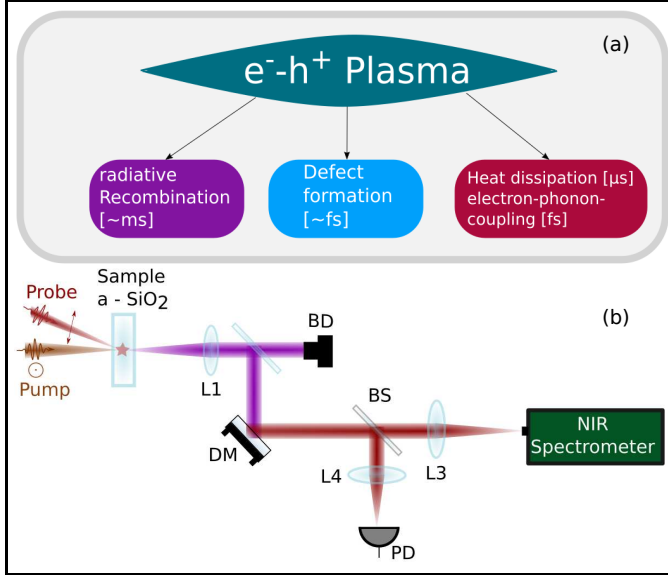 (a)
e⁻-h⁺ Plasma
radiative
Recombination
[~ms]
Defect
formation
[~fs]
Heat dissipation [μs]
electron-phonon-
coupling [fs]
Sample
a - SiO₂
(b)
Probe
Pump
L1
BD
DM
BS
L4
L3
PD
NIR
Spectrometer